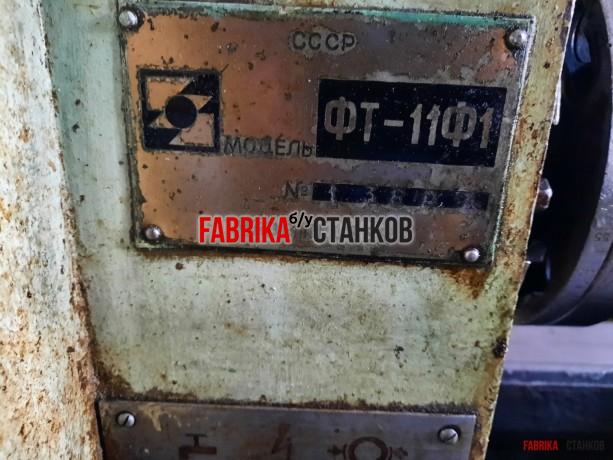 СССР
МОДЕЛЬ ФТ-11Ф1
№
FABRIKA б/у СТАНКОВ
FABRIKA СТАНКОВ